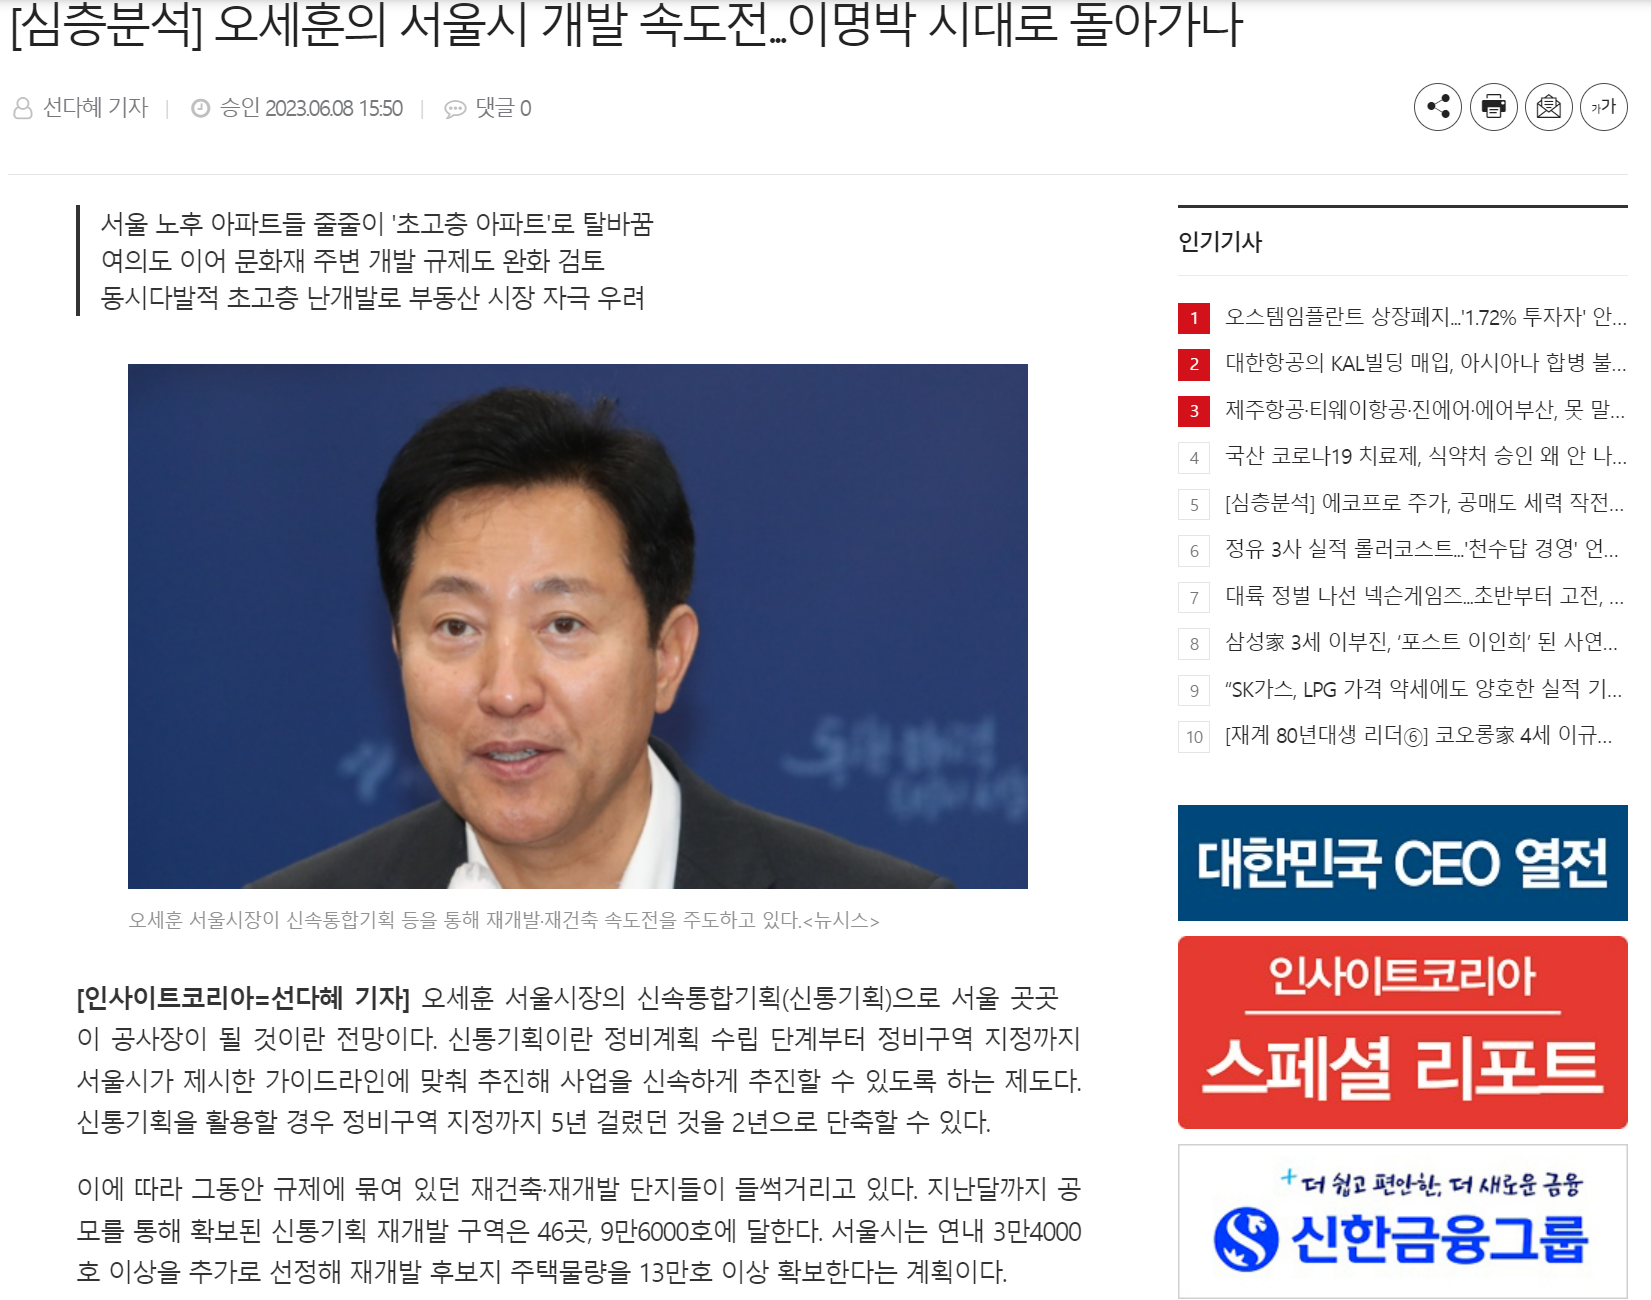 [심층분석] 오세훈의 서울시 개발 속도전...이명박 시대로 돌아가나
선다혜 기자
승인 2023.06.08 15:50
댓글 0
가가
서울 노후 아파트들 줄줄이 '초고층 아파트'로 탈바꿈
여의도 이어 문화재 주변 개발 규제도 완화 검토
동시다발적 초고층 난개발로 부동산 시장 자극 우려
오세훈 서울시장이 신속통합기획 등을 통해 재개발·재건축 속도전을 주도하고 있다.<뉴시스>
[인사이트코리아=선다혜 기자] 오세훈 서울시장의 신속통합기획(신통기획)으로 서울 곳곳
이 공사장이 될 것이란 전망이다. 신통기획이란 정비계획 수립 단계부터 정비구역 지정까지
서울시가 제시한 가이드라인에 맞춰 추진해 사업을 신속하게 추진할 수 있도록 하는 제도다.
신통기획을 활용할 경우 정비구역 지정까지 5년 걸렸던 것을 2년으로 단축할 수 있다.
이에 따라 그동안 규제에 묶여 있던 재건축·재개발 단지들이 들썩거리고 있다. 지난달까지 공
모를 통해 확보된 신통기획 재개발 구역은 46곳, 9만6000호에 달한다. 서울시는 연내 3만4000
호 이상을 추가로 선정해 재개발 후보지 주택물량을 13만호 이상 확보한다는 계획이다.
인기기사
1 오스템임플란트 상장폐지...'1.72% 투자자' 안...
2 대한항공의 KAL빌딩 매입, 아시아나 합병 불...
3 제주항공·티웨이항공·진에어·에어부산, 못 말...
4 국산 코로나19 치료제, 식약처 승인 왜 안 나...
5 [심층분석] 에코프로 주가, 공매도 세력 작전...
6 정유 3사 실적 롤러코스트...'천수답 경영' 언...
7 대륙 정벌 나선 넥슨게임즈...초반부터 고전, ...
8 삼성家 3세 이부진, ‘포스트 이인희’ 된 사연...
9 “SK가스, LPG 가격 약세에도 양호한 실적 기...
10 [재계 80년대생 리더⑥] 코오롱家 4세 이규...
대한민국 CEO 열전
인사이트코리아
스페셜 리포트
+더 쉽고 편안한, 더 새로운 금융
신한금융그룹